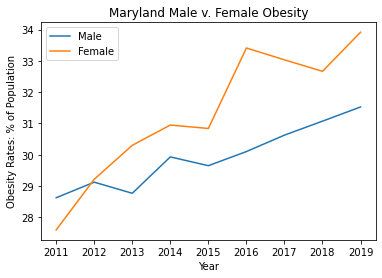 Maryland Male v. Female Obesity
Male
Female
Obesity Rates: % of Population
34
33
32
31
30
29
28
2011 2012 2013 2014 2015 2016 2017 2018 2019
Year